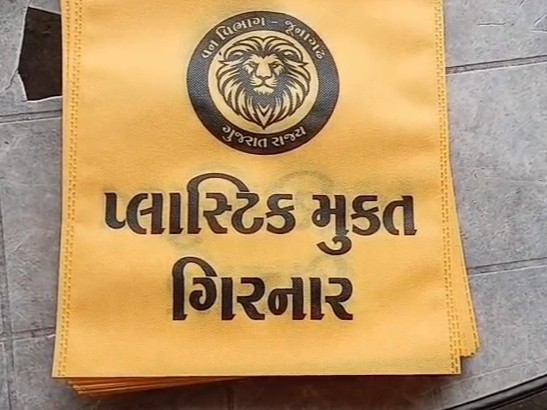 વન વિભાગ - જૂનાગઢ
ગુજરાત રાજ્ય
પ્લાસ્ટિક મુક્ત
ગિરનાર